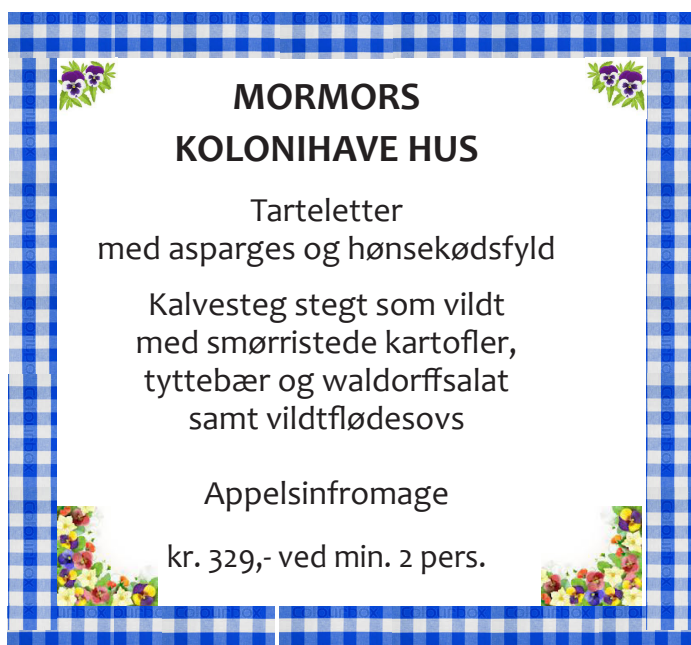 MORMORS
KOLONIHAVE HUS
Tarteletter
med asparges og hønsekødsfyld
Kalvesteg stegt som vildt
med smørristede kartofler,
tyttebær og waldorffsalat
samt vildtflødesovs
Appelsinfromage
kr. 329,- ved min. 2 pers.